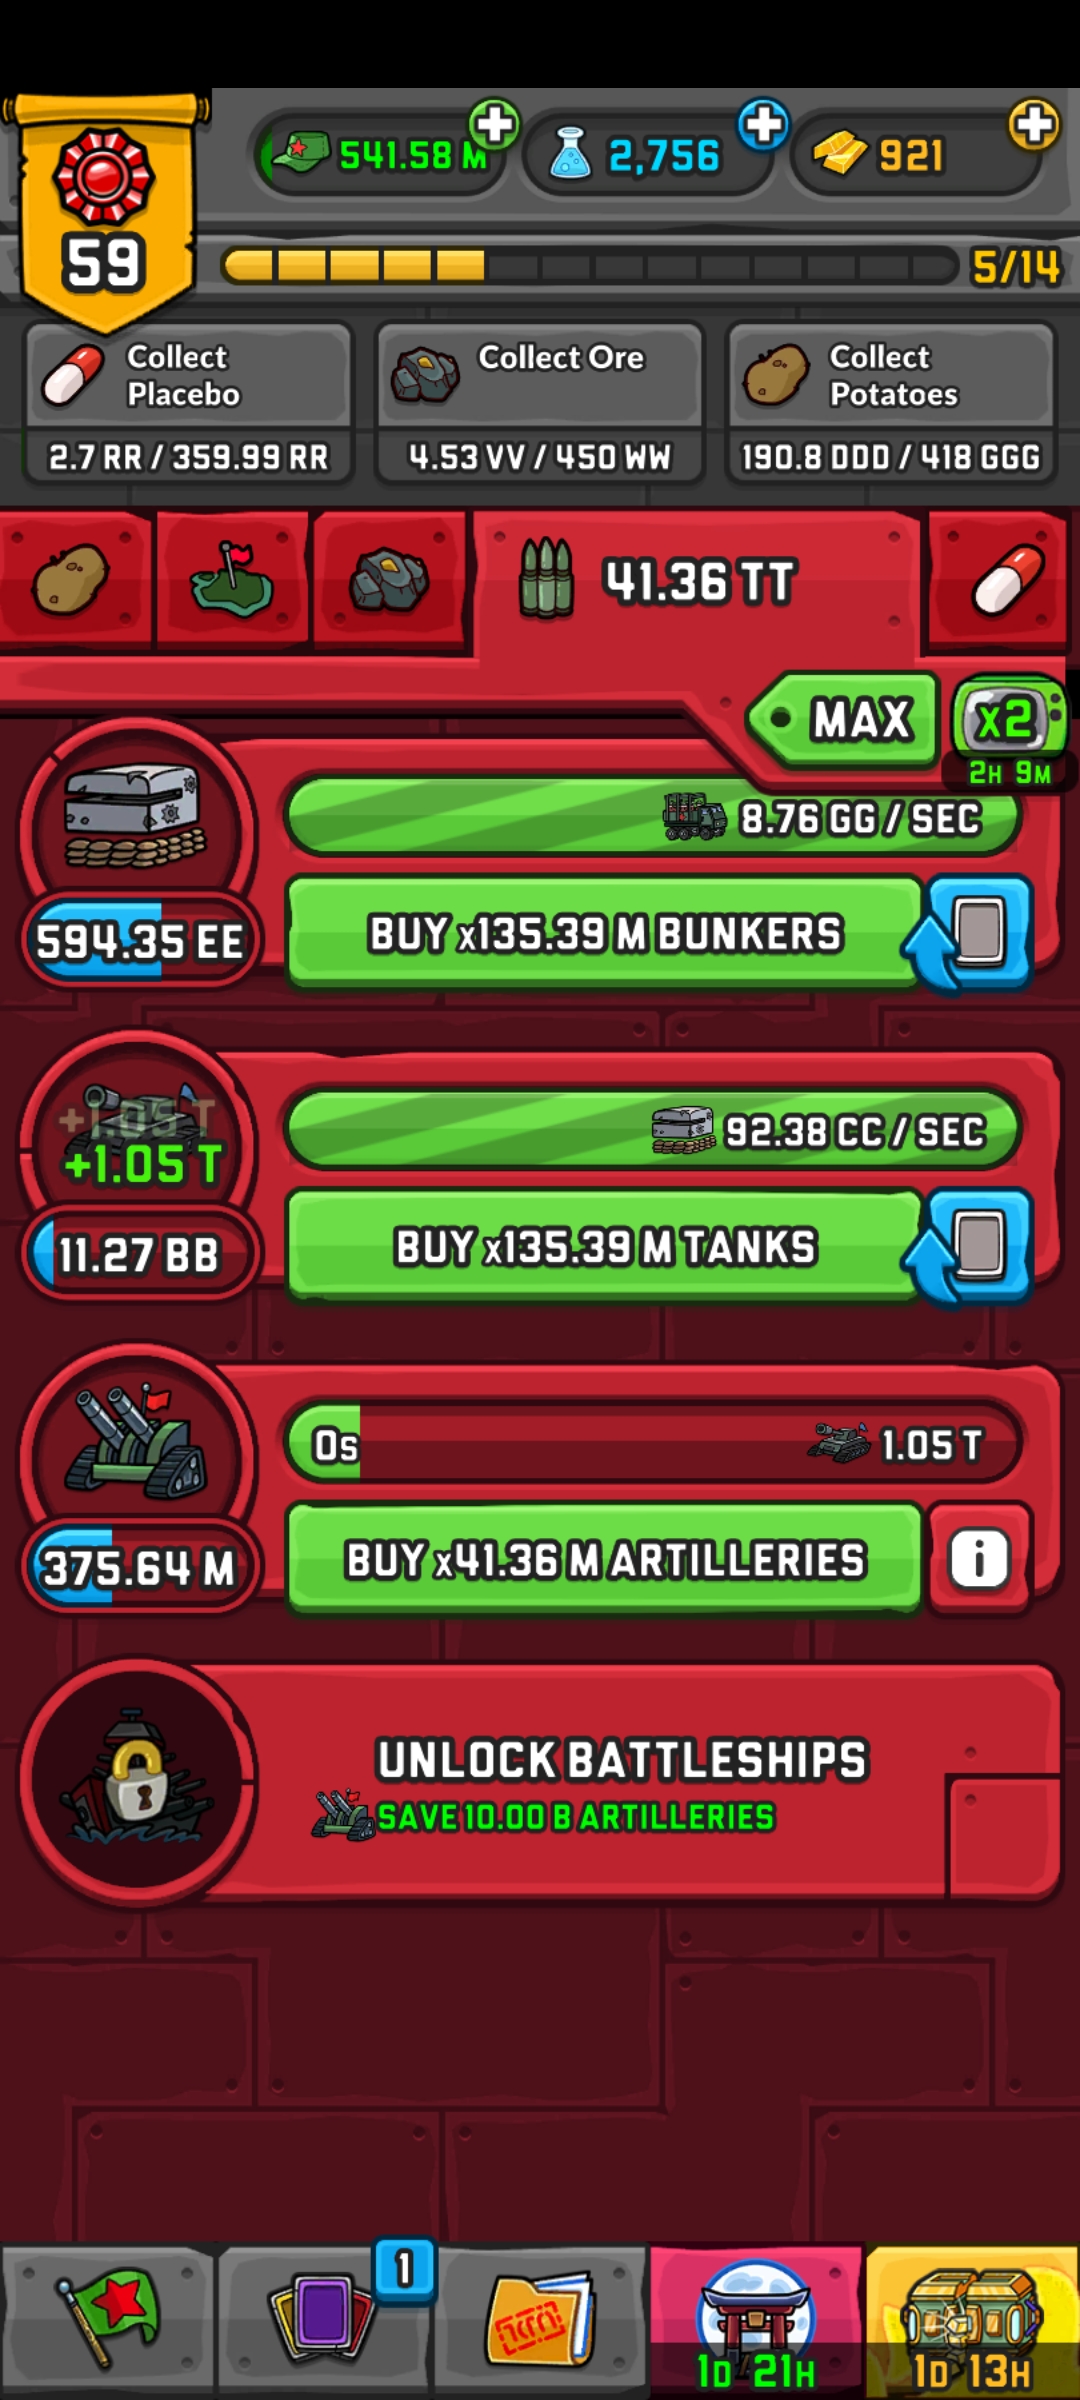 541.58 M
2,756
921
59
5/14
Collect
Placebo
2.7 RR / 359.99 RR
Collect Ore
4.53 VV / 450 WW
Collect
Potatoes
190.8 DDD / 418 GGG
41.36 TT
MAX
x2
2H 9M
8.76 GG / SEC
594.35 EE
BUY x135.39 M BUNKERS
+1.05 T
+1.05 T
92.38 CC / SEC
11.27 BB
BUY x135.39 M TANKS
0s
1.05 T
375.64 M
BUY x41.36 M ARTILLERIES
i
UNLOCK BATTLESHIPS
SAVE 10.00 B ARTILLERIES
1
1D 21H
1D 13H